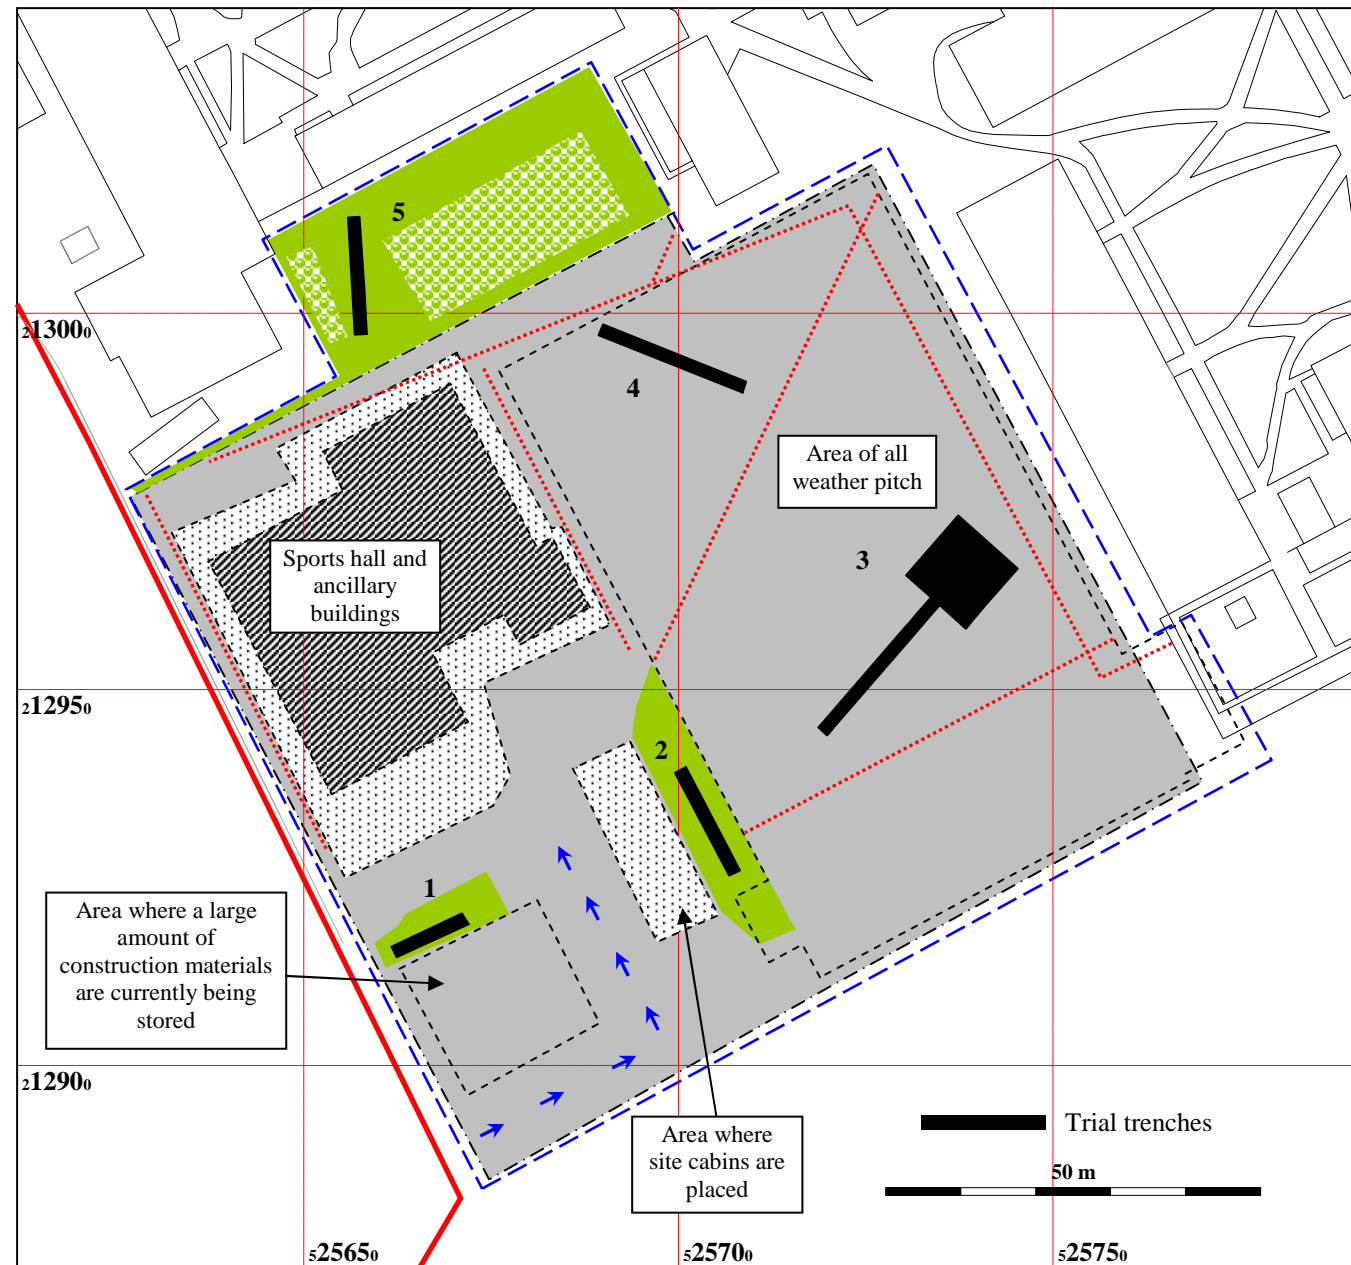 5
213000
4
Area of all
weather pitch
3
Sports hall and
ancillary
buildings
212950
2
1
Area where a large
amount of
construction materials
are currently being
stored
212900
Area where
site cabins are
placed
Trial trenches
50 m
525650
525700
525750